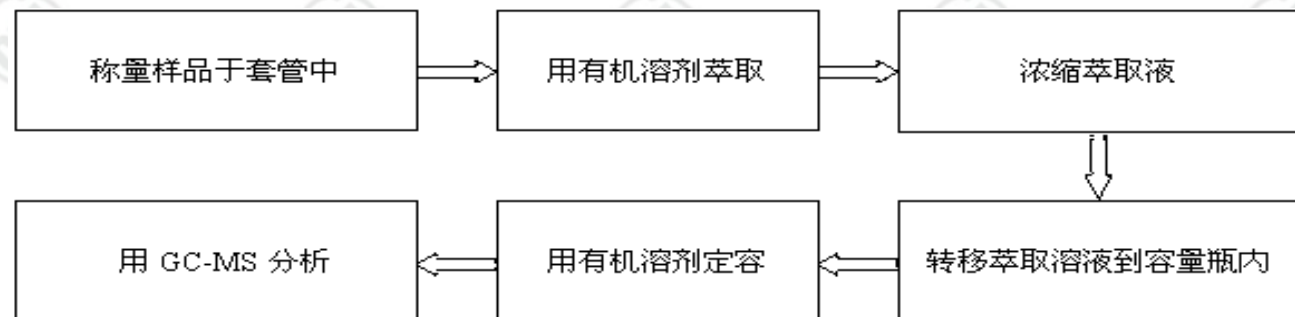 称量样品于套管中
用有机溶剂萃取
浓缩萃取液
转移萃取溶液到容量瓶内
用有机溶剂定容
用 GC-MS 分析